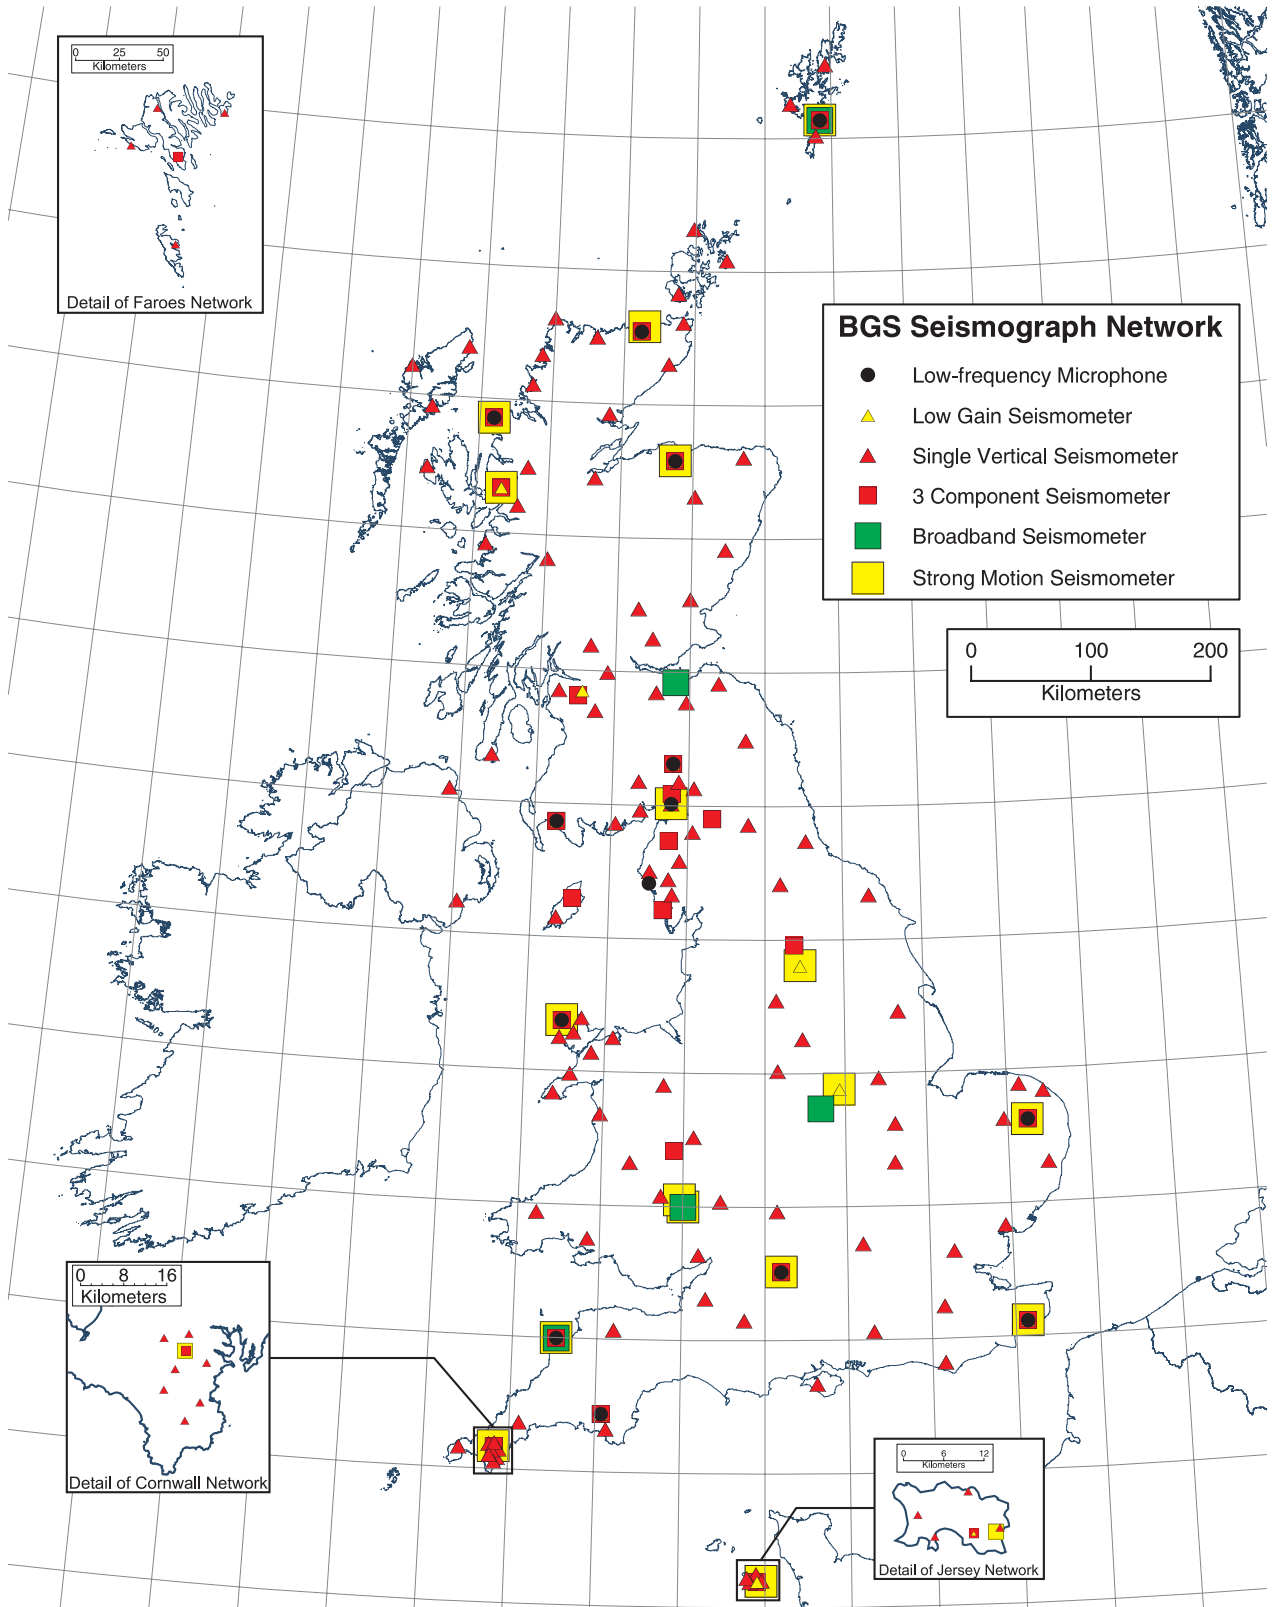 0 25 50
Kilometers
Detail of Faroes Network
BGS Seismograph Network
Low-frequency Microphone
Low Gain Seismometer
Single Vertical Seismometer
3 Component Seismometer
Broadband Seismometer
Strong Motion Seismometer
0 100 200
Kilometers
0 8 16
Kilometers
Detail of Cornwall Network
0 6 12
Kilometers
Detail of Jersey Network